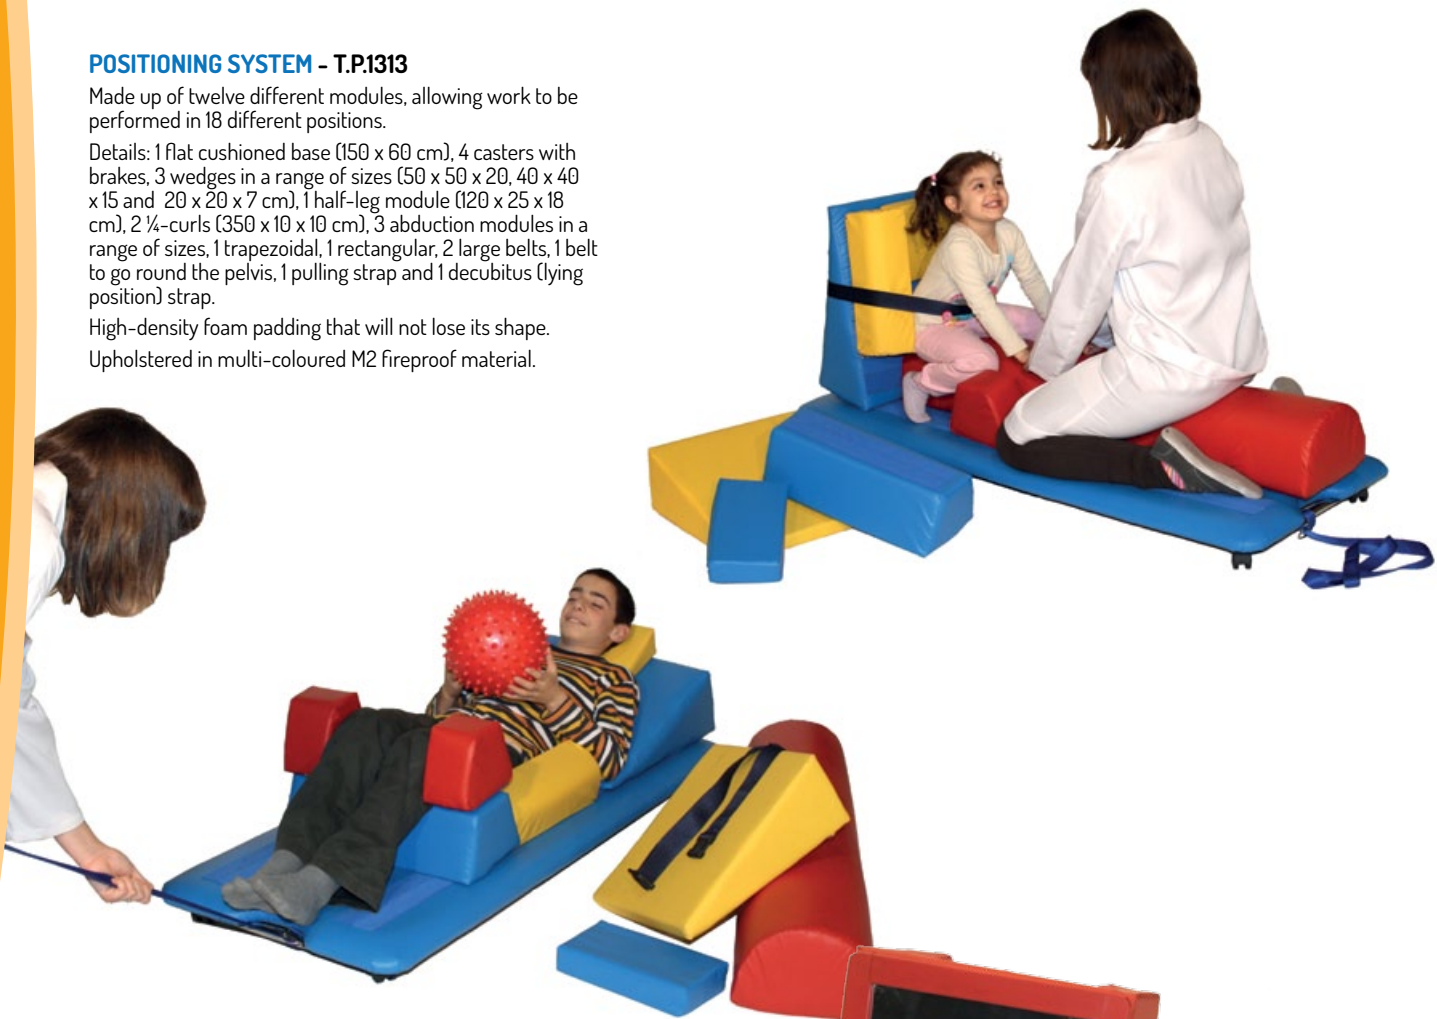 POSITIONING SYSTEM - T.P.1313
Made up of twelve different modules, allowing work to be
performed in 18 different positions.
Details: 1 flat cushioned base (150 x 60 cm), 4 casters with
brakes, 3 wedges in a range of sizes (50 x 50 x 20, 40 x 40
x 15 and  20 x 20 x 7 cm), 1 half-leg module (120 x 25 x 18
cm), 2 ¼-curls (350 x 10 x 10 cm), 3 abduction modules in a
range of sizes, 1 trapezoidal, 1 rectangular, 2 large belts, 1 belt
to go round the pelvis, 1 pulling strap and 1 decubitus (lying
position) strap.
High-density foam padding that will not lose its shape.
Upholstered in multi-coloured M2 fireproof material.